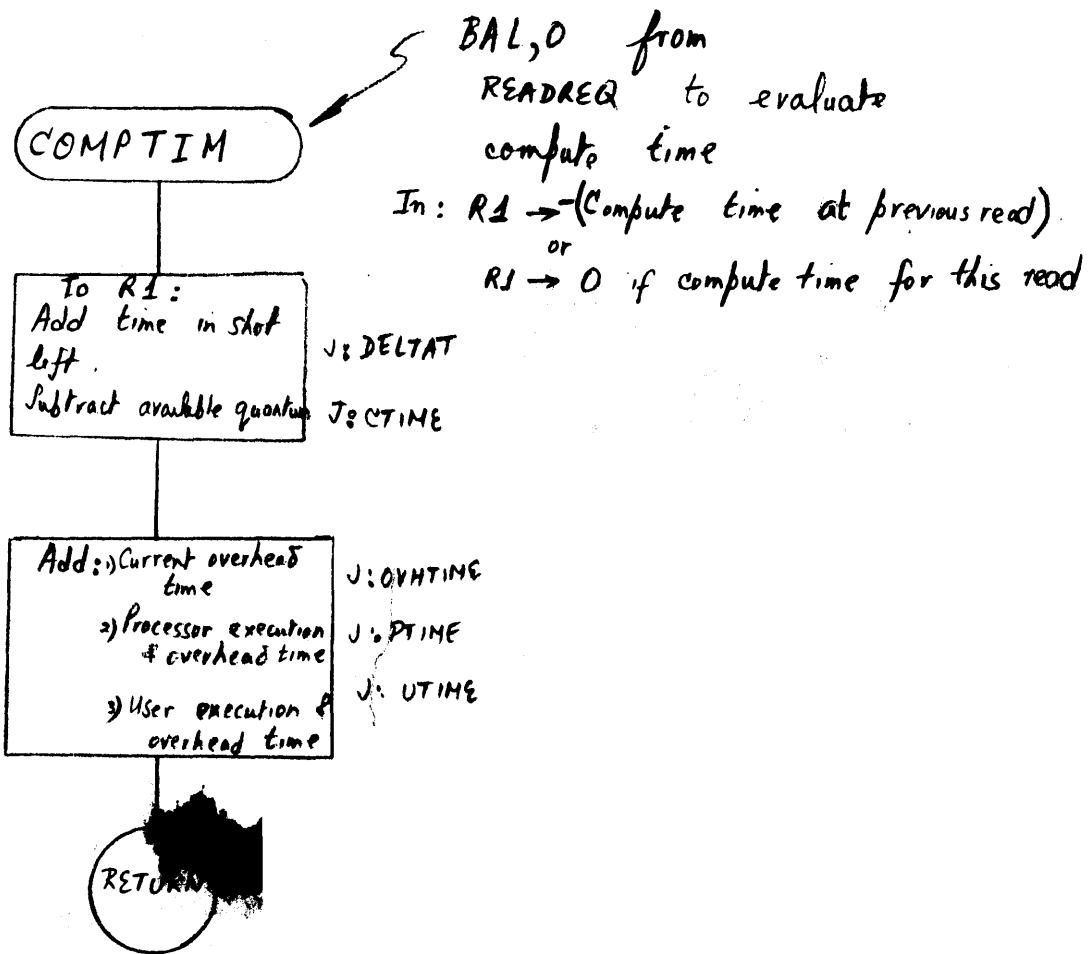 BAL,0 from
READREQ to evaluate
compute time
In: R1 → -(Compute time at previous read).
or
R1 → 0 if compute time for this read
COMPTIM
To R1:
Add time in shot
left.
Subtract available quantum
J: DELTAT
J: CTIME
Add: 1) Current overhead
time
2) Processor execution
& overhead time
3) User execution &
overhead time
J: OVHTIME
J: PTIME
J: UTIME
RETURN